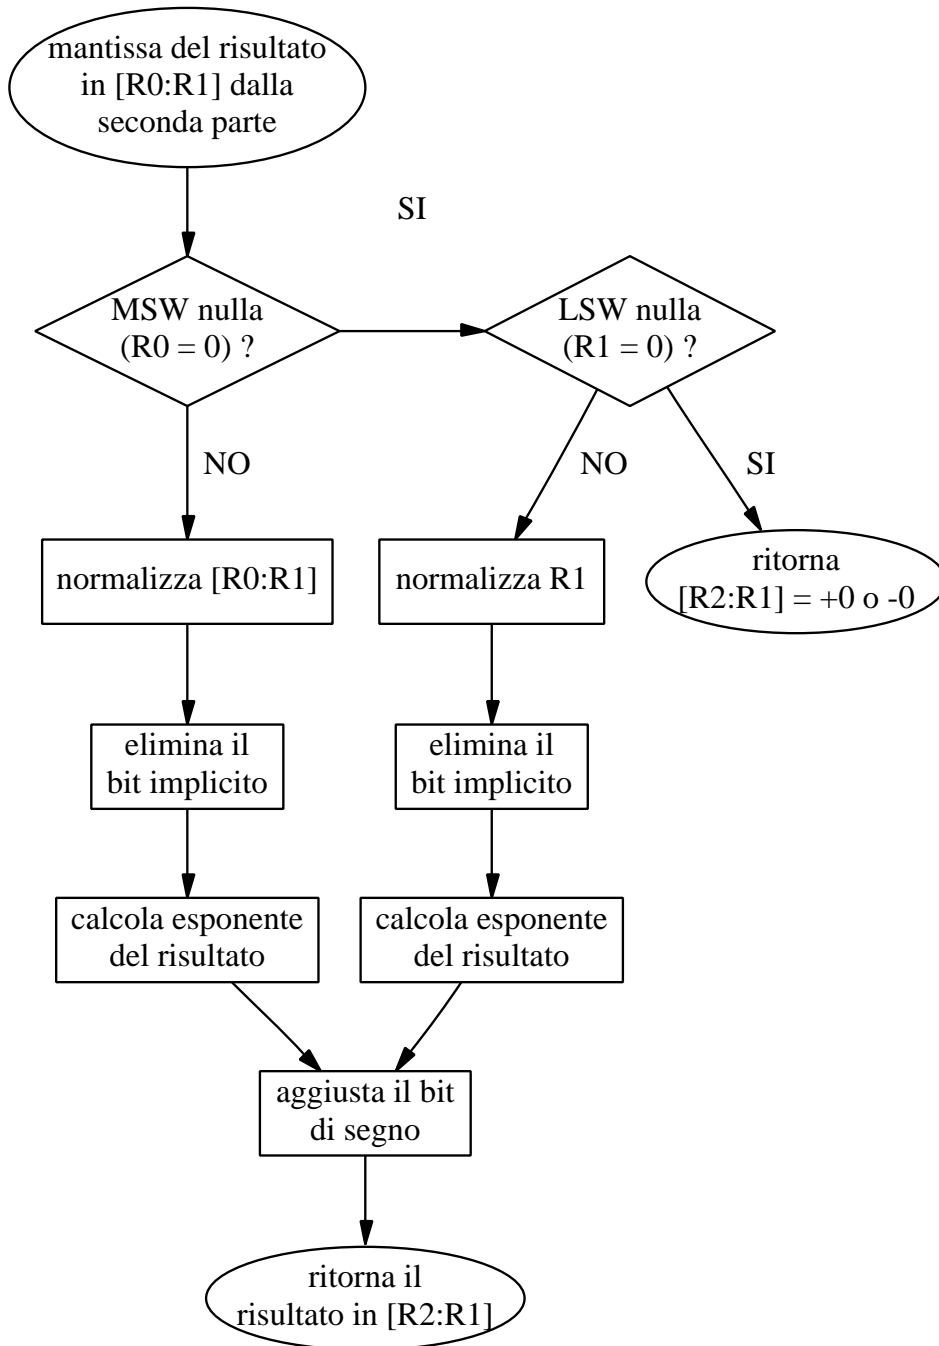 mantissa del risultato
in [R0:R1] dalla
seconda parte
SI
MSW nulla
(R0 = 0) ?
LSW nulla
(R1 = 0) ?
NO
NO
SI
normalizza [R0:R1]
normalizza R1
ritorna
[R2:R1] = +0 o -0
elimina il
bit implicito
elimina il
bit implicito
calcola esponente
del risultato
calcola esponente
del risultato
aggiusta il bit
di segno
ritorna il
risultato in [R2:R1]